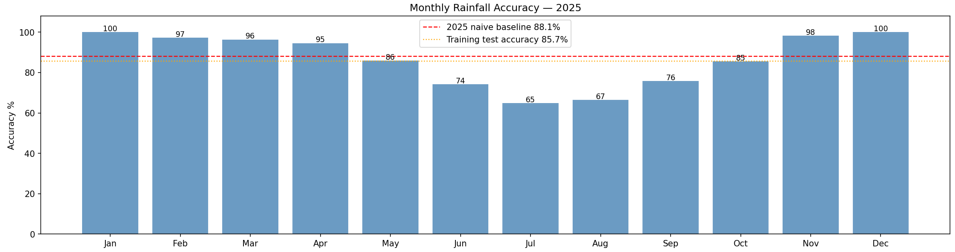 Monthly Rainfall Accuracy — 2025
2025 naive baseline 88.1%
Training test accuracy 85.7%
Accuracy %
100
80
60
40
20
0
100
97
96
95
86
74
65
67
76
85
98
100
Jan
Feb
Mar
Apr
May
Jun
Jul
Aug
Sep
Oct
Nov
Dec